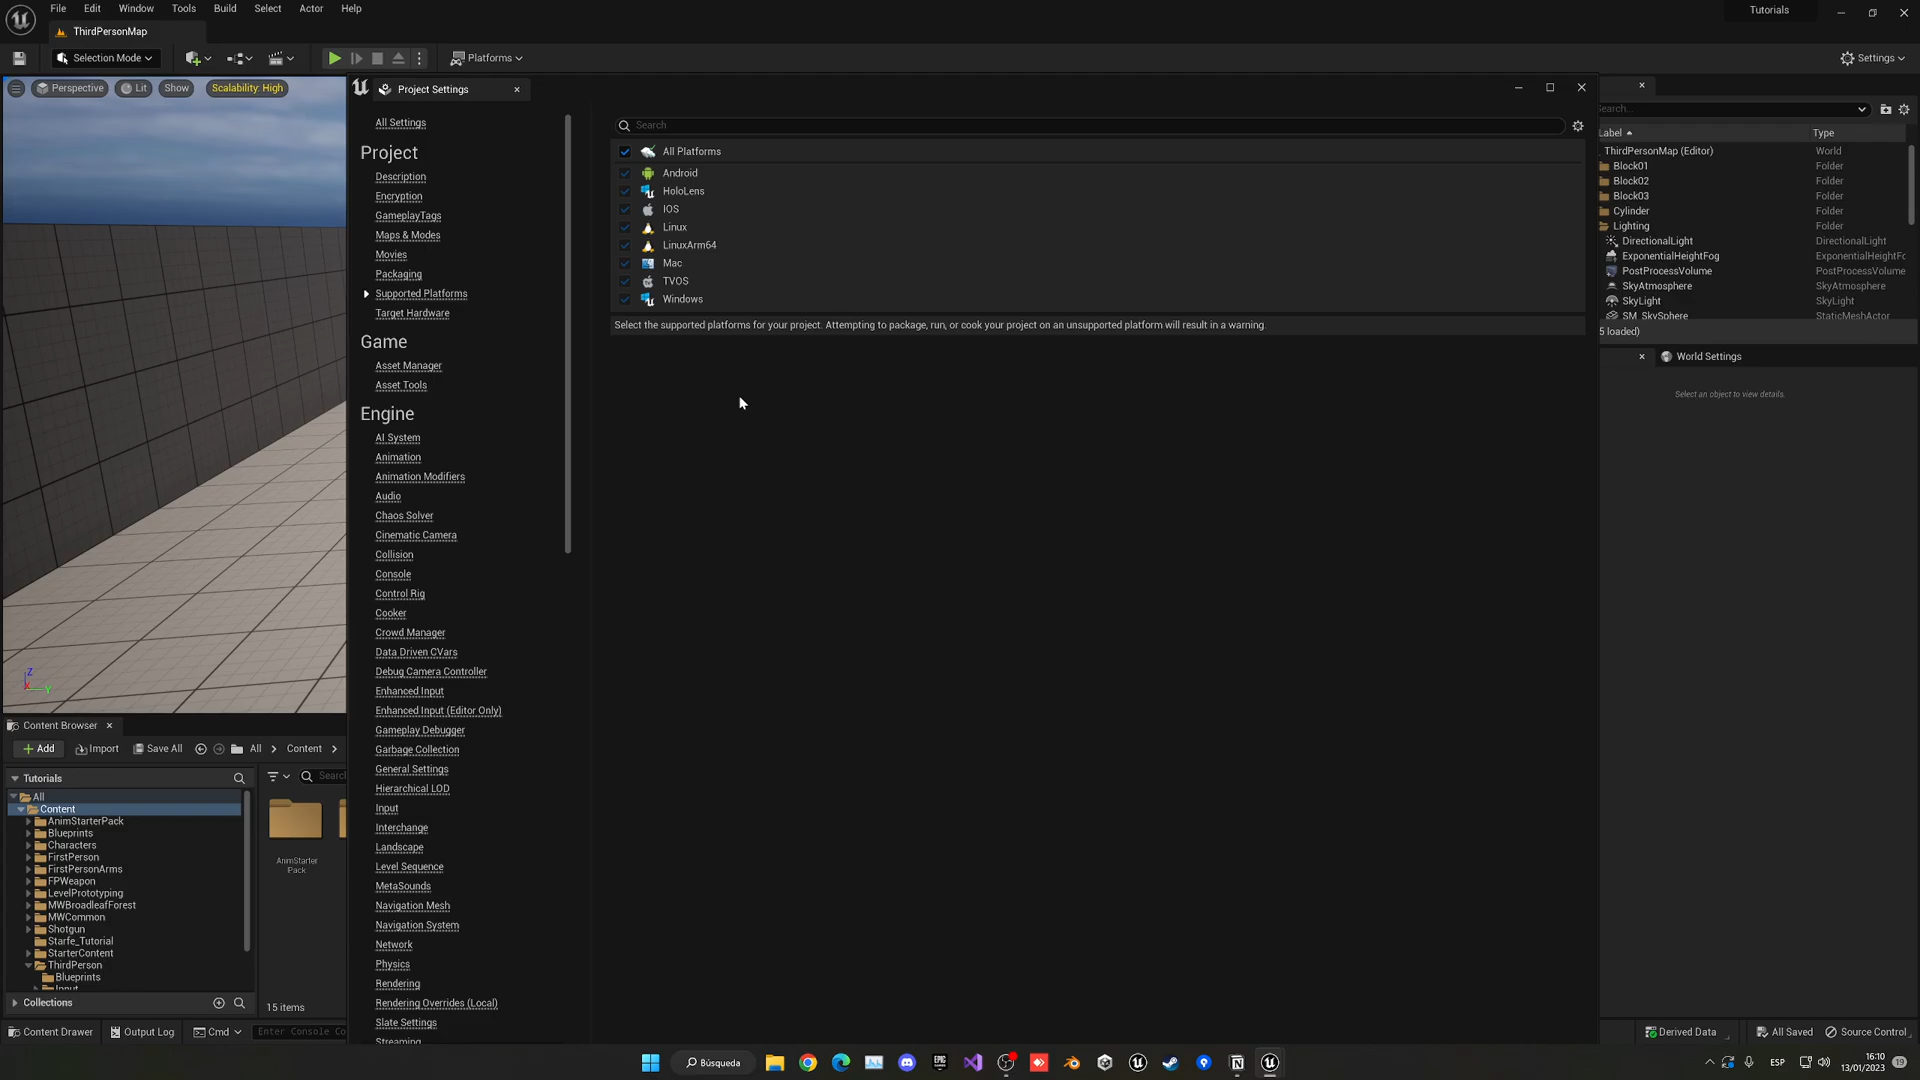 File Edit Window Tools Build Select Actor Help
Tutorials
ThirdPersonMap
Selection Mode
Platforms
Settings
Perspective Lit Show Scalability: High
Project Settings
All Settings
Project
Description
Encryption
GameplayTags
Maps & Modes
Movies
Packaging
Supported Platforms
Target Hardware
Game
Asset Manager
Asset Tools
Engine
AI System
Animation
Animation Modifiers
Audio
Chaos Solver
Cinematic Camera
Collision
Console
Control Rig
Cooker
Crowd Manager
Data Driven CVars
Debug Camera Controller
Enhanced Input
Enhanced Input (Editor Only)
Gameplay Debugger
Garbage Collection
General Settings
Hierarchical LOD
Input
Interchange
Landscape
Level Sequence
MetaSounds
Navigation Mesh
Navigation System
Network
Physics
Rendering
Rendering Overrides (Local)
Slate Settings
Streaming
Search
All Platforms
Android
HoloLens
IOS
Linux
LinuxArm64
Mac
TVOS
Windows
Select the supported platforms for your project. Attempting to package, run, or cook your project on an unsupported platform will result in a warning.
Search...
Label Type
ThirdPersonMap (Editor) World
Block01 Folder
Block02 Folder
Block03 Folder
Cylinder Folder
Lighting Folder
DirectionalLight DirectionalLight
ExponentialHeightFog ExponentialHeightFc
PostProcessVolume PostProcessVolume
SkyAtmosphere SkyAtmosphere
SkyLight SkyLight
SM_SkySphere StaticMeshActor
5 loaded)
World Settings
Select an object to view details.
Z
X
Y
Content Browser
Add Import Save All All Content
Tutorials
Search
All
Content
AnimStarterPack
Blueprints
Characters
FirstPerson
FirstPersonArms
FPWeapon
LevelPrototyping
MWBroadleafForest
MWCommon
Shotgun
Starfe_Tutorial
StarterContent
ThirdPerson
Blueprints
Input
AnimStarter
Pack
Collections
15 items
Content Drawer Output Log Cmd Enter Console Co
Derived Data All Saved Source Control
Búsqueda
EPIC
ESP
16:10
13/01/2023
19